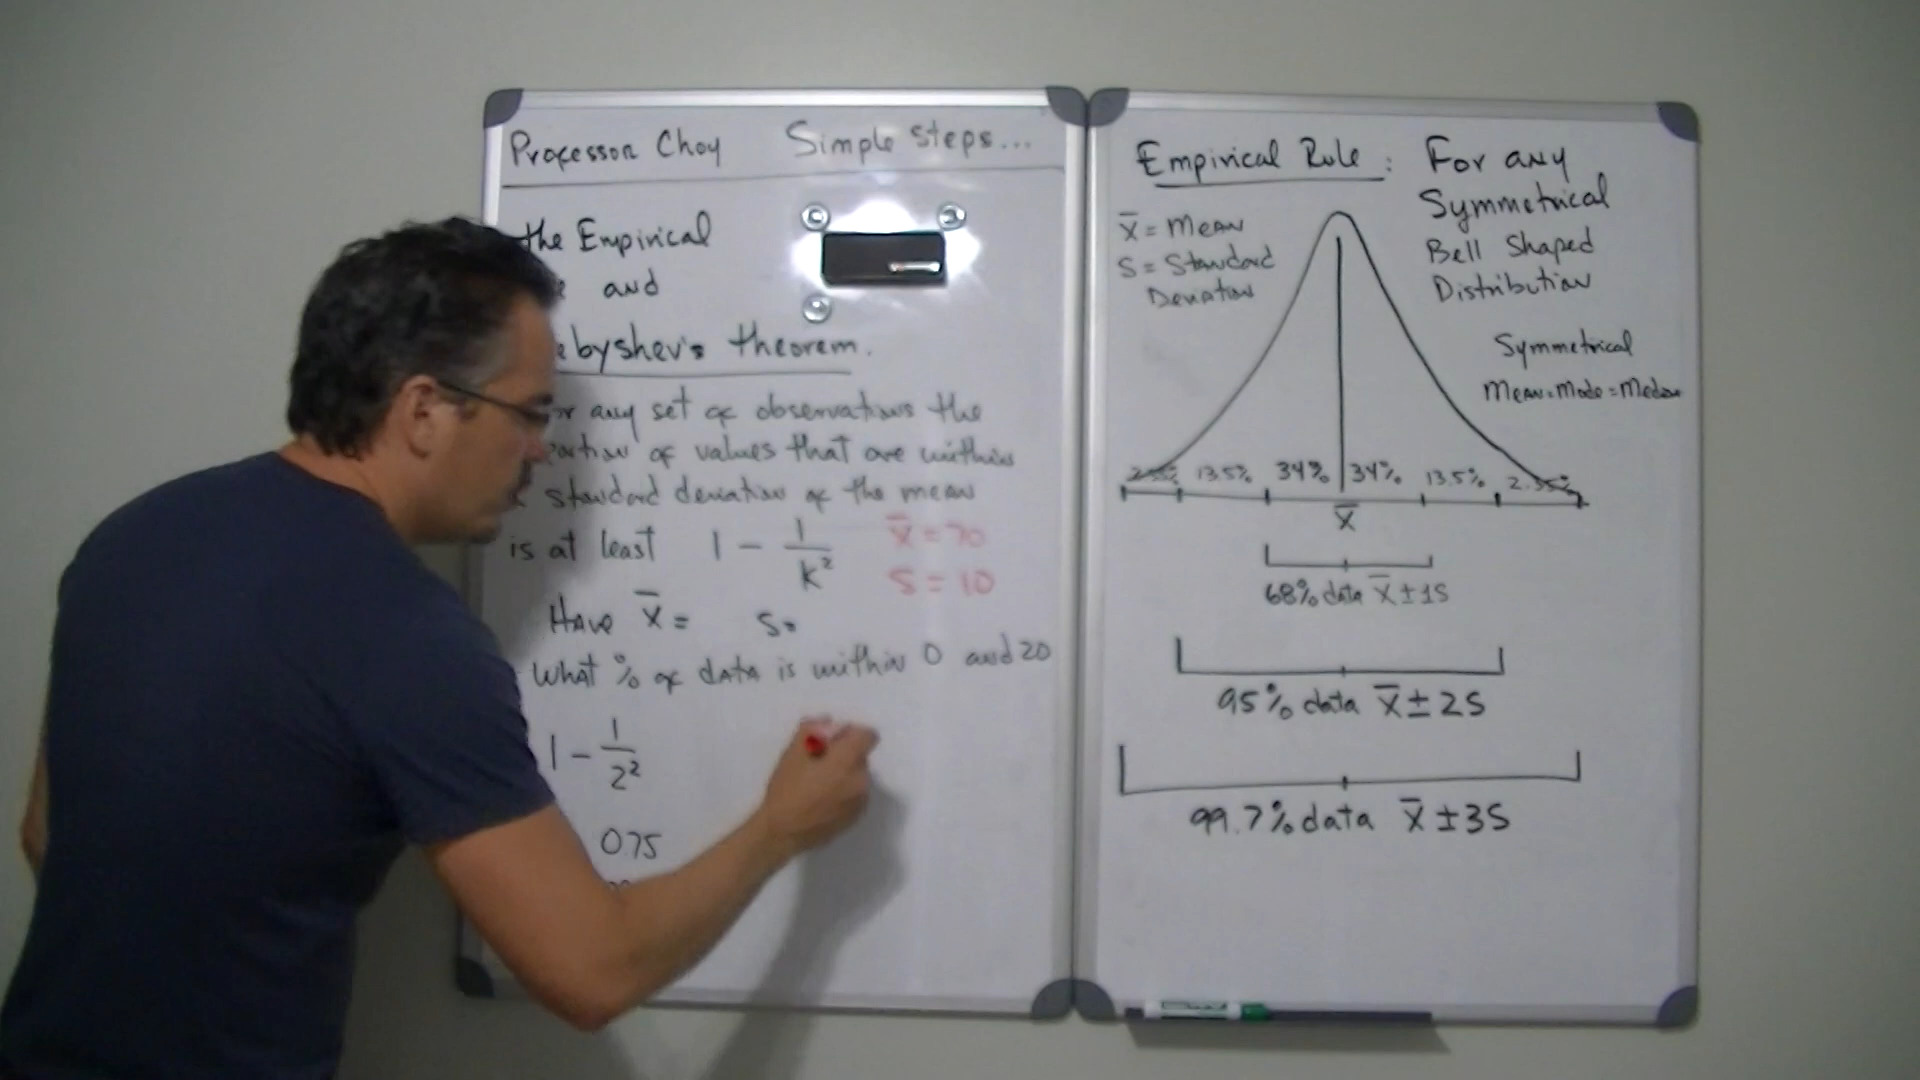 Professor Choy Simple Steps...
the Empirical
and
ebyshev's theorem.
or any set of observations the
portion of values that are within
standard deviation of the mean
is at least 1 - 1/k²
x̄ = 70
S = 10
Have x̄ = S=
What % of data is within 0 and 20
1 - 1/2²
0.75
Empirical Rule : For any
Symmetrical
Bell Shaped
Distribution
x̄ = Mean
S = Standard
Deviation
Symmetrical
Mean=Mode=Median
13.5% 34% 34% 13.5% 2.35%
x̄
68% data x̄ ± 1S
95% data x̄ ± 2S
99.7% data x̄ ± 3S